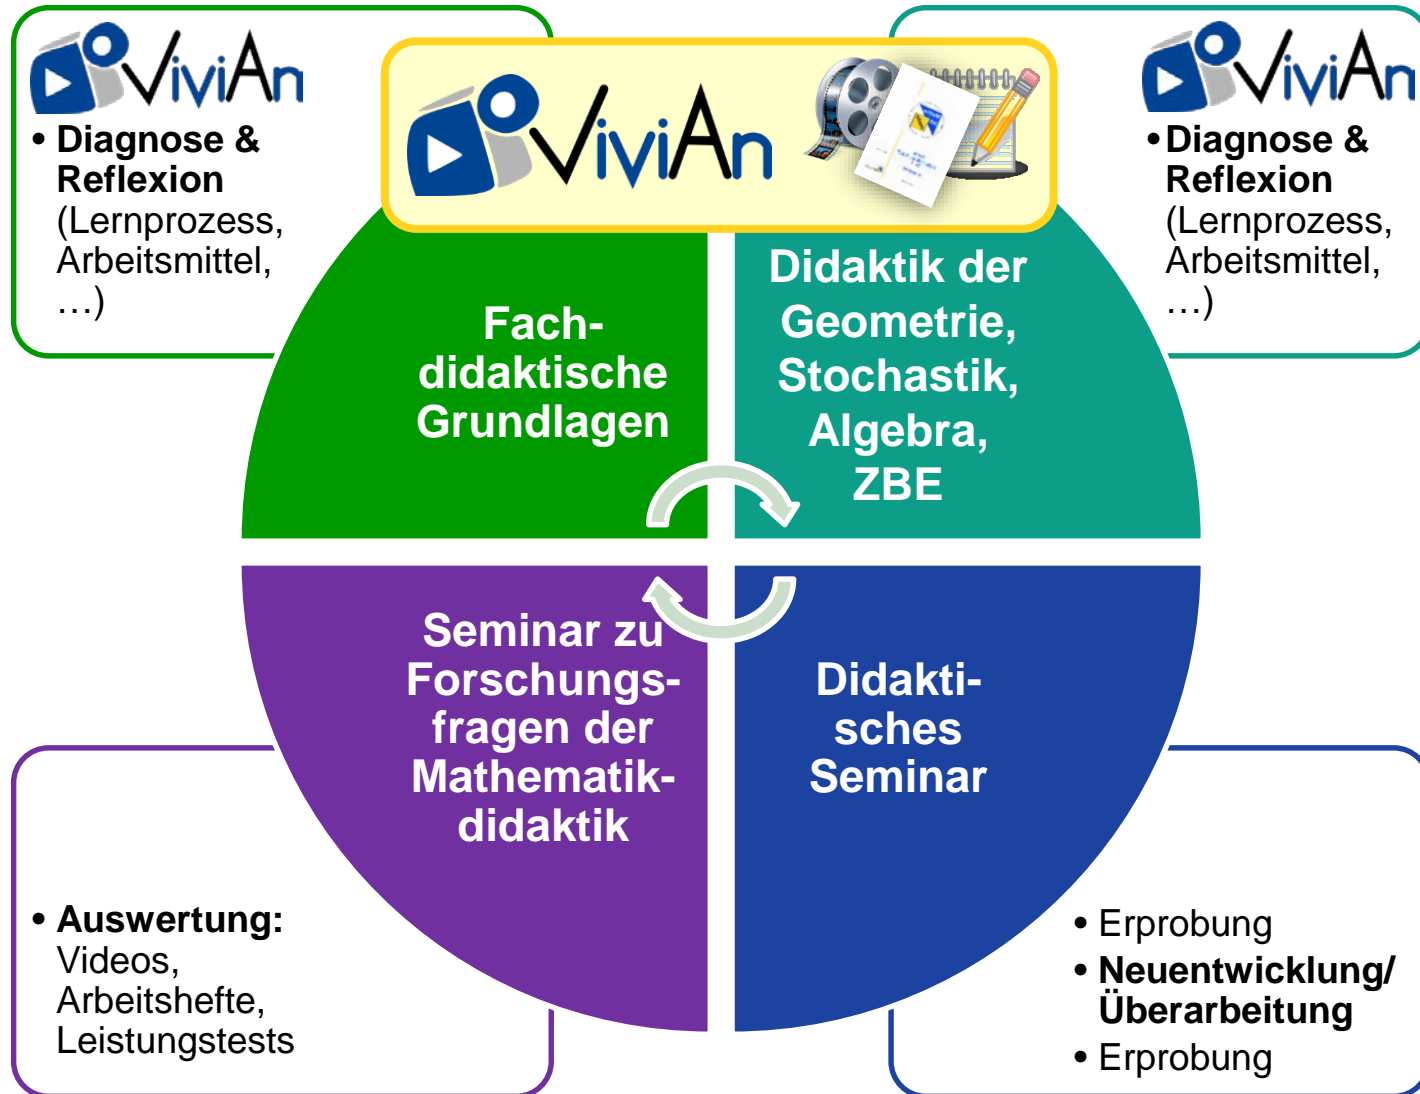 ViviAn
• Diagnose &
Reflexion
(Lernprozess,
Arbeitsmittel,
…)
ViviAn
ViviAn
• Diagnose &
Reflexion
(Lernprozess,
Arbeitsmittel,
…)
Fach-
didaktische
Grundlagen
Didaktik der
Geometrie,
Stochastik,
Algebra,
ZBE
Seminar zu
Forschungs-
fragen der
Mathematik-
didaktik
Didakti-
sches
Seminar
• Auswertung:
Videos,
Arbeitshefte,
Leistungstests
• Erprobung
• Neuentwicklung/
Überarbeitung
• Erprobung